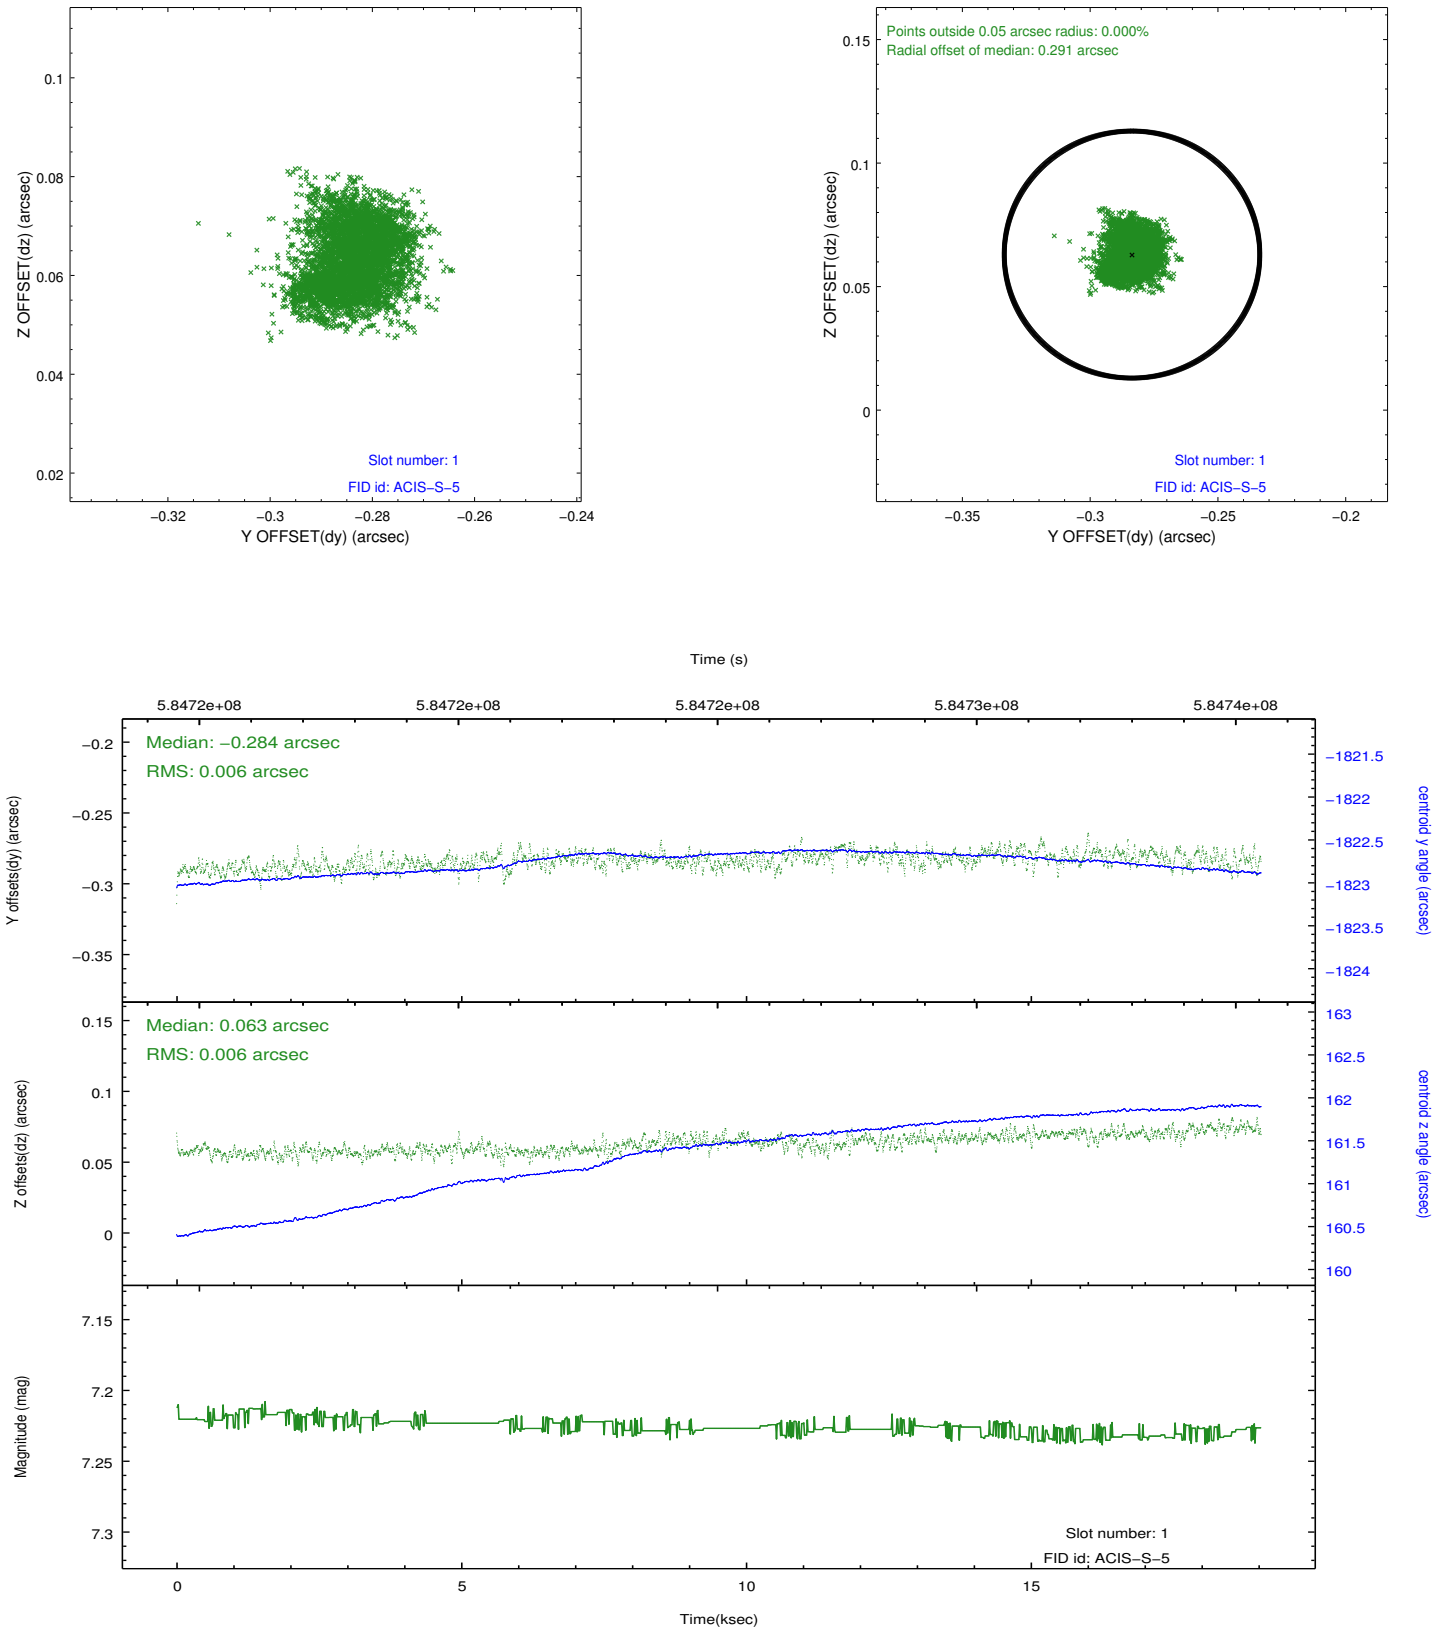 0.1
0.08
0.06
0.04
0.02
Z OFFSET(dz) (arcsec)
Slot number: 1
FID id: ACIS−S−5
−0.32
−0.3
−0.28
−0.26
−0.24
Y OFFSET(dy) (arcsec)
Points outside 0.05 arcsec radius: 0.000%
Radial offset of median: 0.291 arcsec
0.15
0.1
0.05
0
Z OFFSET(dz) (arcsec)
Slot number: 1
FID id: ACIS−S−5
−0.35
−0.3
−0.25
−0.2
Y OFFSET(dy) (arcsec)
Time (s)
5.8472e+08
5.8472e+08
5.8472e+08
5.8473e+08
5.8474e+08
Median: −0.284 arcsec
RMS: 0.006 arcsec
−0.2
−0.25
−0.3
−0.35
Y offsets(dy) (arcsec)
−1821.5
−1822
−1822.5
−1823
−1823.5
−1824
centroid y angle (arcsec)
Median: 0.063 arcsec
RMS: 0.006 arcsec
0.15
0.1
0.05
0
Z offsets(dz) (arcsec)
163
162.5
162
161.5
161
160.5
160
centroid z angle (arcsec)
7.15
7.2
7.25
7.3
Magnitude (mag)
Slot number: 1
FID id: ACIS−S−5
0
5
10
15
Time(ksec)